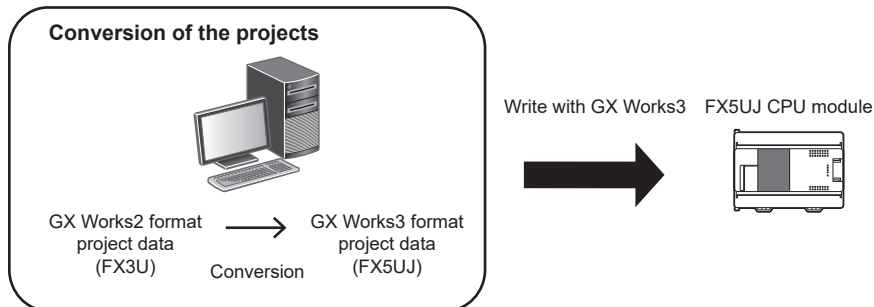 Conversion of the projects
Write with GX Works3
FX5UJ CPU module
GX Works2 format
project data
(FX3U)
Conversion
GX Works3 format
project data
(FX5UJ)